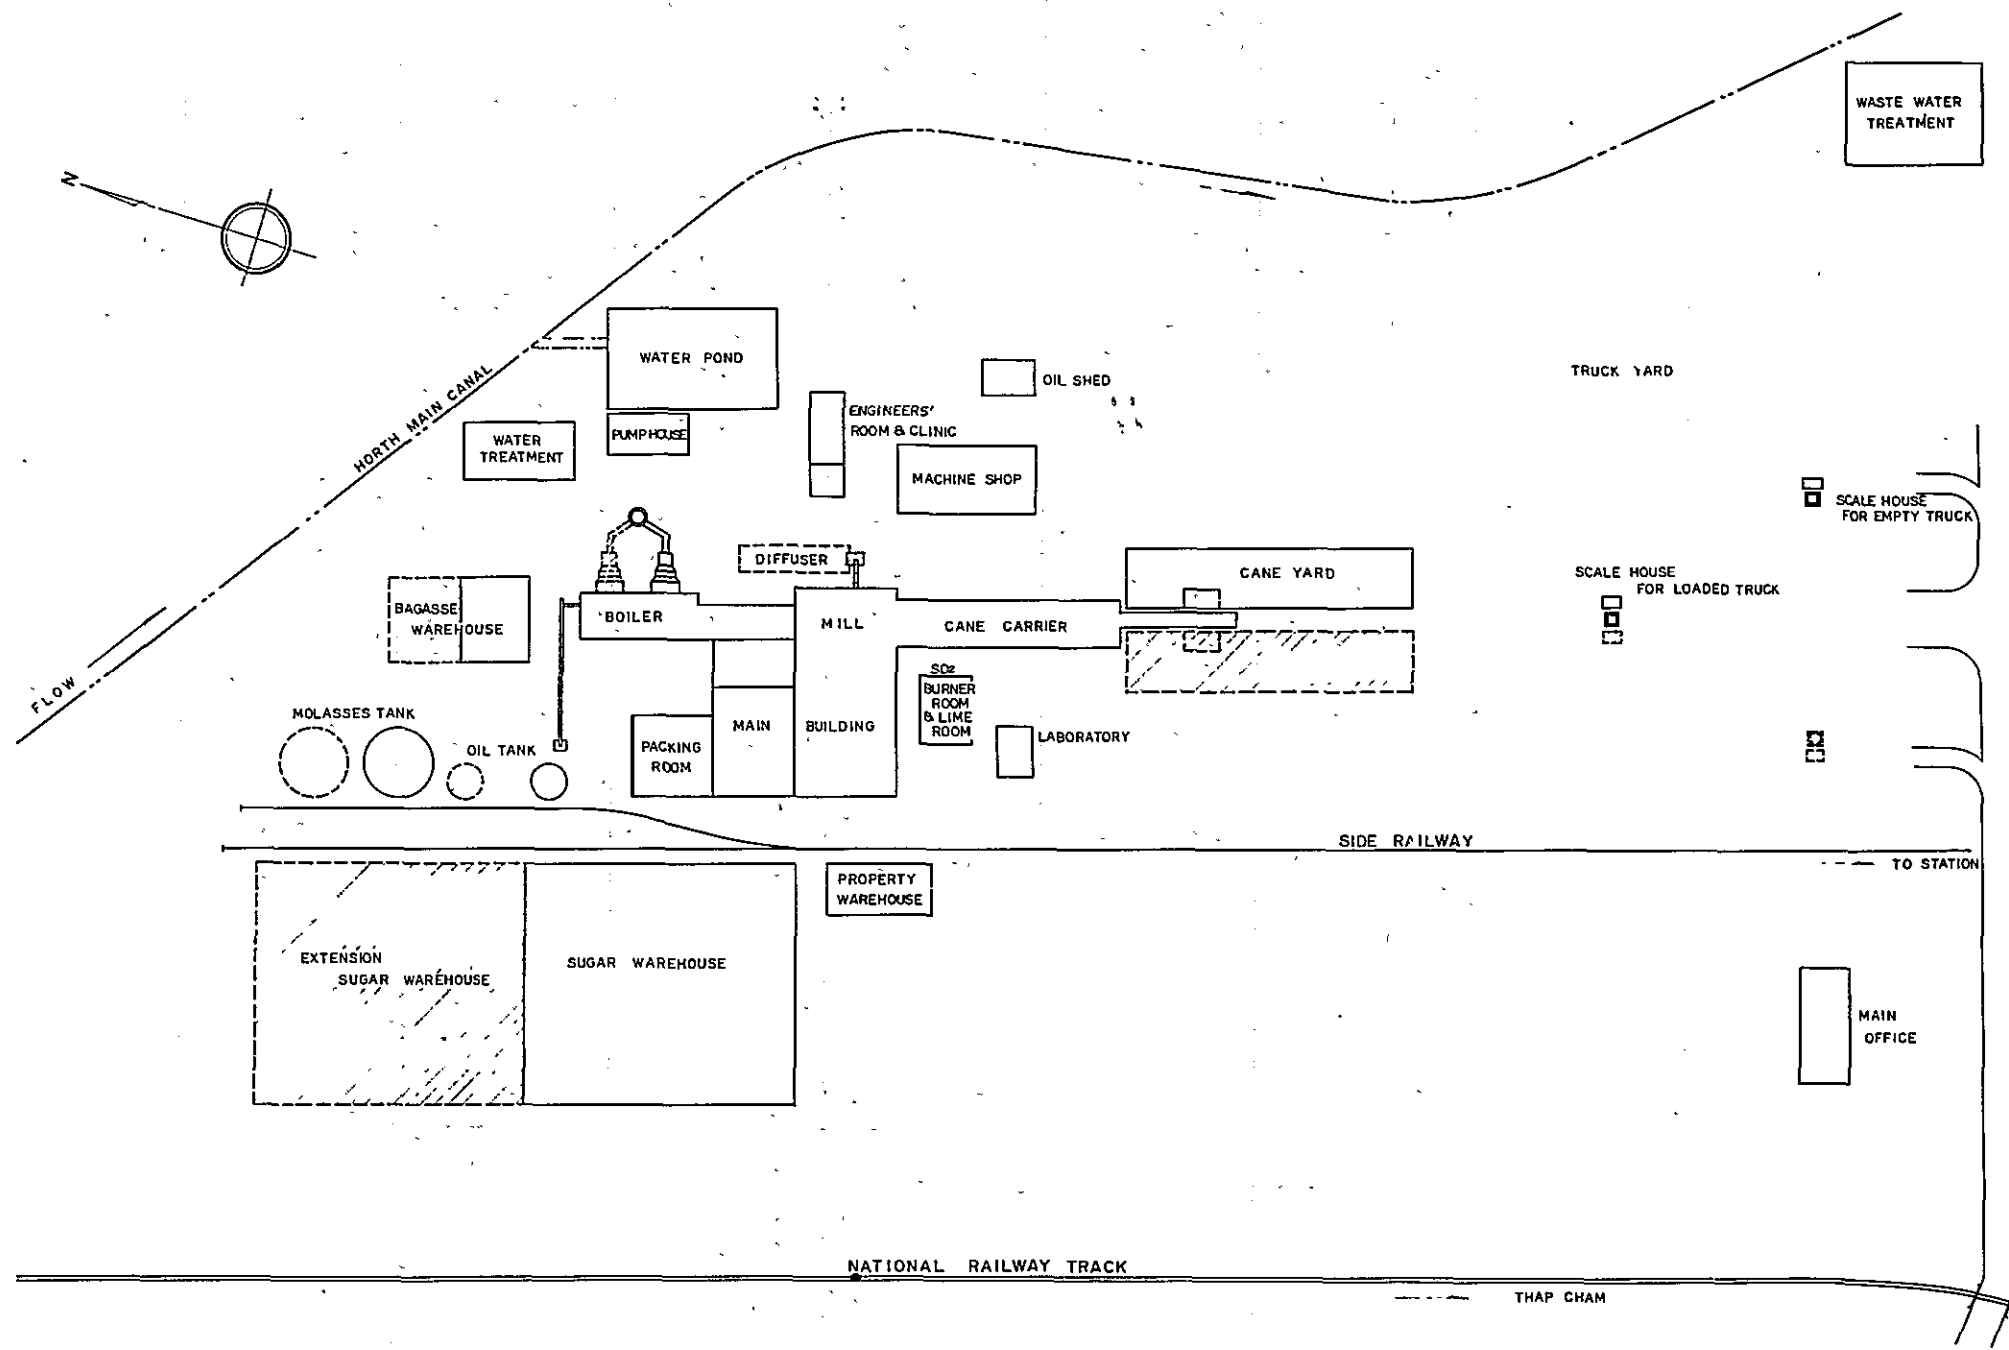 WASTE WATER
TREATMENT
N
WATER POND
OIL SHED
TRUCK YARD
HORTH MAIN CANAL
ENGINEERS'
ROOM & CLINIC
PUMPHOUSE
WATER
TREATMENT
MACHINE SHOP
SCALE HOUSE
FOR EMPTY TRUCK
DIFFUSER
CANE YARD
SCALE HOUSE
FOR LOADED TRUCK
BAGASSE
WAREHOUSE
BOILER
MILL
CANE CARRIER
FLOW
SO2
BURNER
ROOM
& LIME
ROOM
MOLASSES TANK
OIL TANK
PACKING
ROOM
MAIN BUILDING
LABORATORY
SIDE RAILWAY
TO STATION
PROPERTY
WAREHOUSE
EXTENSION
SUGAR WAREHOUSE
SUGAR WAREHOUSE
MAIN
OFFICE
NATIONAL RAILWAY TRACK
THAP CHAM